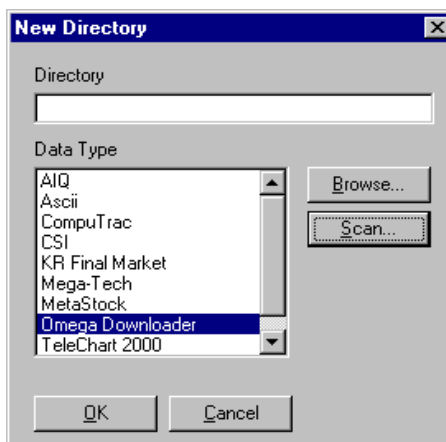 New Directory
Directory
Data Type
AIQ
Ascii
CompuTrac
CSI
KR Final Market
Mega-Tech
MetaStock
Omega Downloader
TeleChart 2000
Browse...
Scan...
OK
Cancel